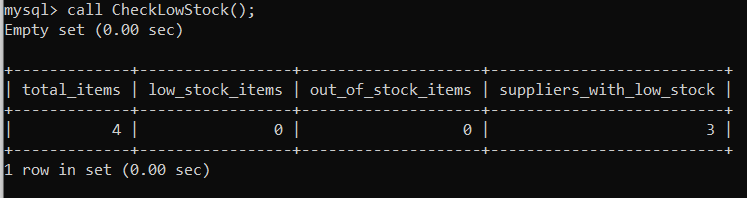 mysql> call CheckLowStock();
Empty set (0.00 sec)
+-------------+-----------------+--------------------+--------------------------+
| total_items | low_stock_items | out_of_stock_items | suppliers_with_low_stock |
+-------------+-----------------+--------------------+--------------------------+
|           4 |               0 |                  0 |                        3 |
+-------------+-----------------+--------------------+--------------------------+
1 row in set (0.00 sec)